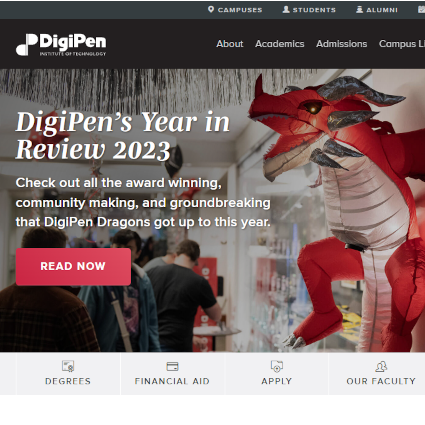 CAMPUSES STUDENTS ALUMNI
DigiPen
INSTITUTE OF TECHNOLOGY
About Academics Admissions Campus
DigiPen's Year in
Review 2023
Check out all the award winning,
community making, and groundbreaking
that DigiPen Dragons got up to this year.
READ NOW
DEGREES FINANCIAL AID APPLY OUR FACULTY